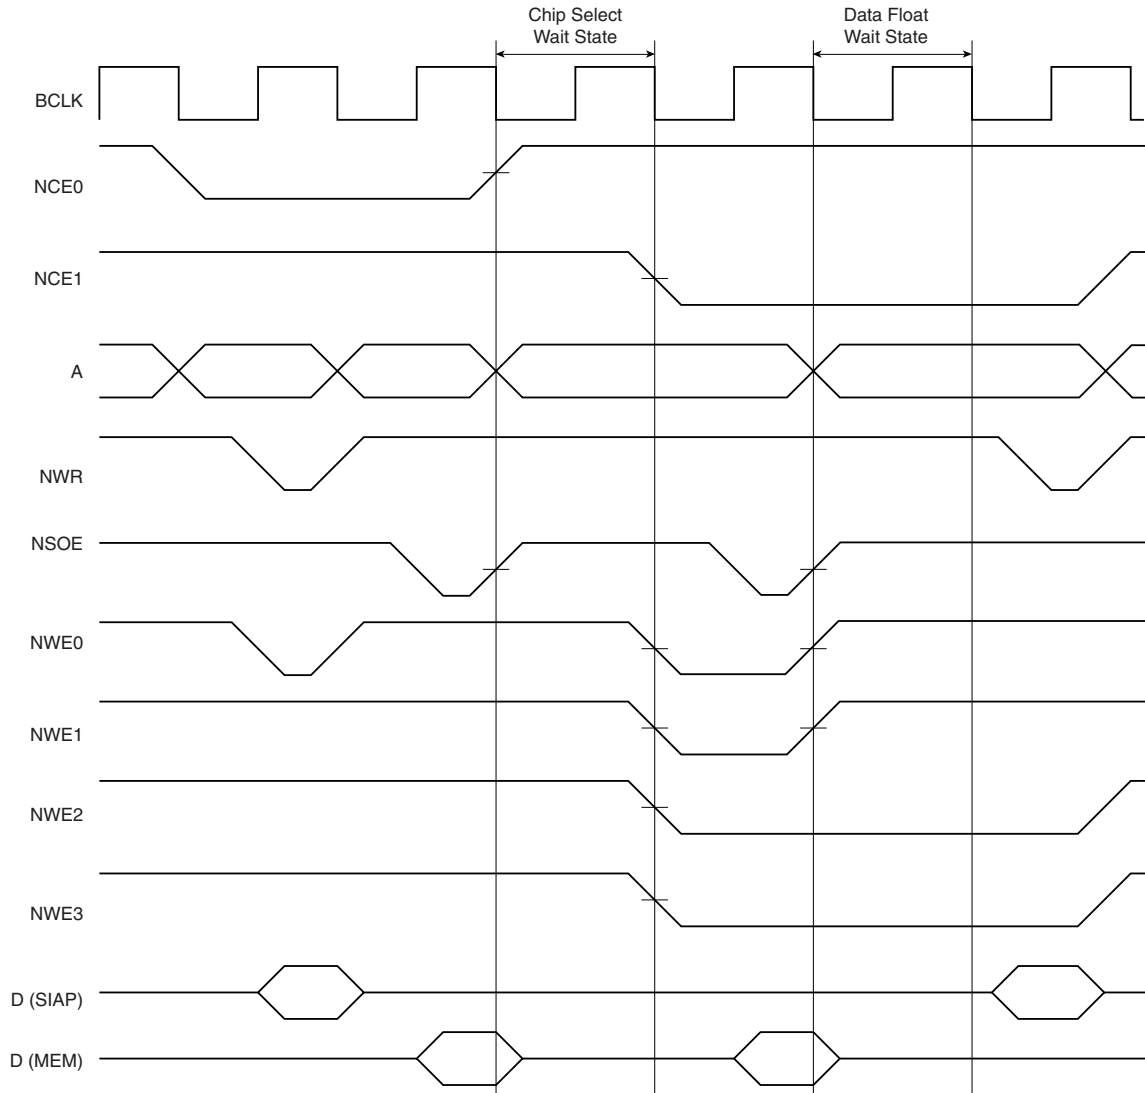 Chip Select
Wait State
Data Float
Wait State
BCLK
NCE0
NCE1
A
NWR
NSOE
NWE0
NWE1
NWE2
NWE3
D (SIAP)
D (MEM)